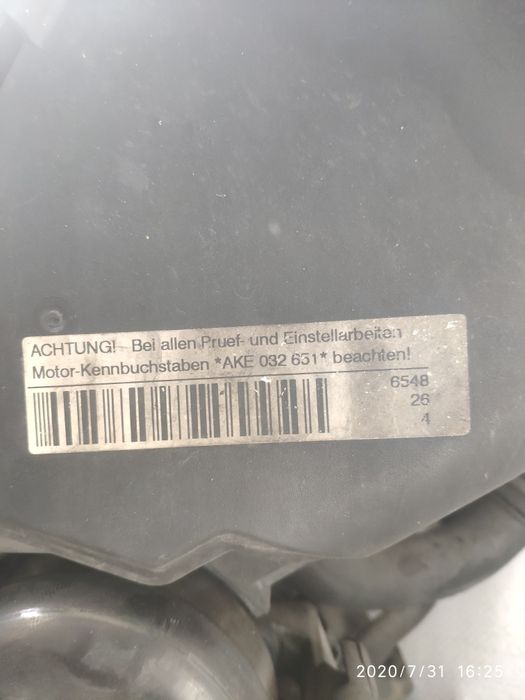 ACHTUNG! Bei allen Pruef- und Einstellarbeiten
Motor-Kennbuchstaben *AKE 032 631* beachten!
6548
26
4
2020/7/31 16:25